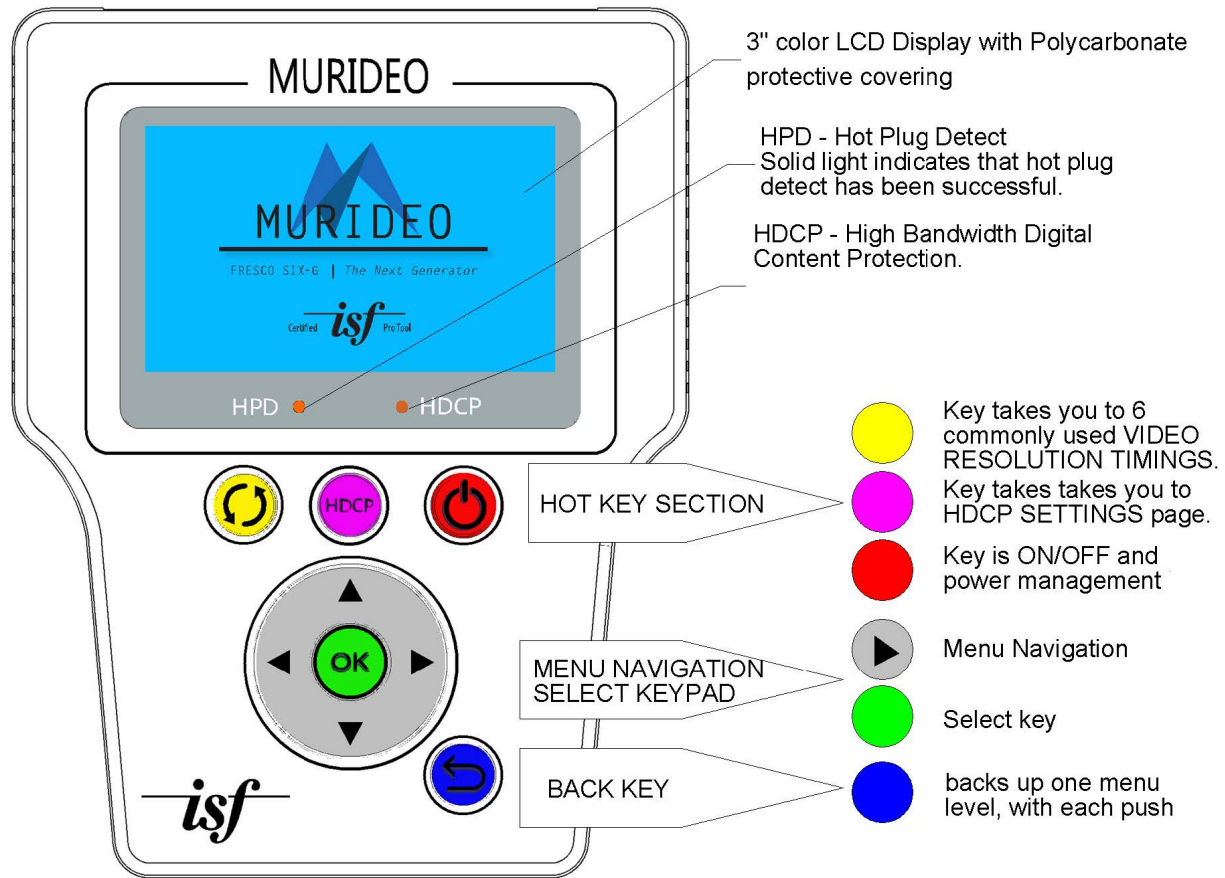 MURIDEO
MURIDEO
FRESCO SIX-G | The Next Generator
Certified isf Pro Tool
HPD
HDCP
HDCP
OK
isf
3" color LCD Display with Polycarbonate
protective covering
HPD - Hot Plug Detect
Solid light indicates that hot plug
detect has been successful.
HDCP - High Bandwidth Digital
Content Protection.
HOT KEY SECTION
Key takes you to 6
commonly used VIDEO
RESOLUTION TIMINGS.
Key takes takes you to
HDCP SETTINGS page.
Key is ON/OFF and
power management
MENU NAVIGATION
SELECT KEYPAD
Menu Navigation
Select key
BACK KEY
backs up one menu
level, with each push